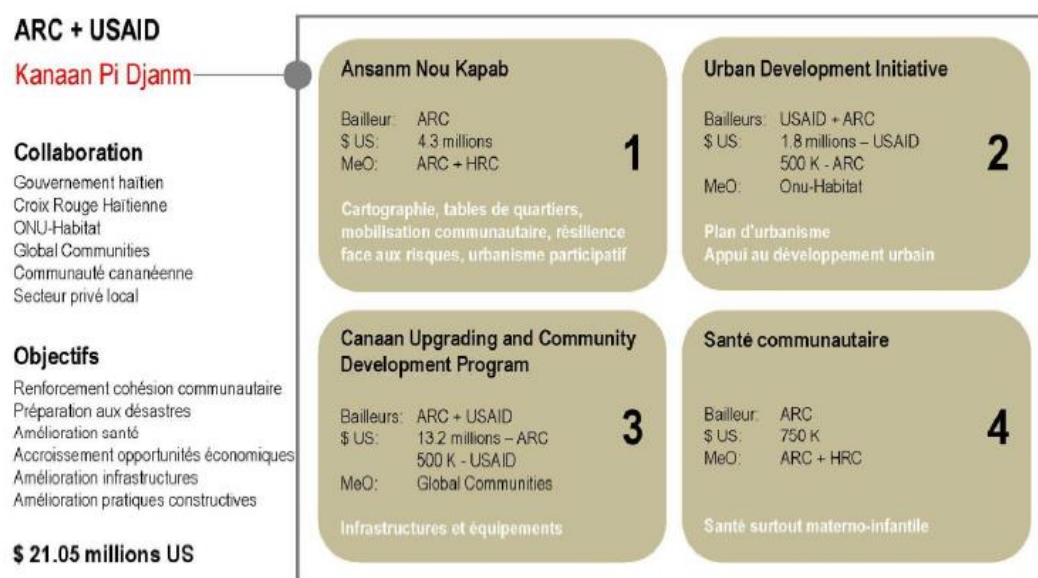 ARC + USAID
Kanaan Pi Djanm
Collaboration
Gouvernement haïtien
Croix Rouge Haïtienne
ONU-Habitat
Global Communities
Communauté cananéenne
Secteur privé local
Objectifs
Renforcement cohésion communautaire
Préparation aux désastres
Amélioration santé
Accroissement opportunités économiques
Amélioration infrastructures
Amélioration pratiques constructives
$ 21.05 millions US
Ansanm Nou Kapab
Bailleur: ARC
$ US: 4.3 millions
MeO: ARC + HRC
1
Cartographie, tables de quartiers,
mobilisation communautaire, résilience
face aux risques, urbanisme participatif
Urban Development Initiative
Bailleurs: USAID + ARC
$ US: 1.8 millions – USAID
500 K - ARC
MeO: Onu-Habitat
2
Plan d'urbanisme
Appui au développement urbain
Canaan Upgrading and Community
Development Program
Bailleurs: ARC + USAID
$ US: 13.2 millions – ARC
500 K - USAID
MeO: Global Communities
3
Infrastructures et équipements
Santé communautaire
Bailleur: ARC
$ US: 750 K
MeO: ARC + HRC
4
Santé surtout materno-infantile